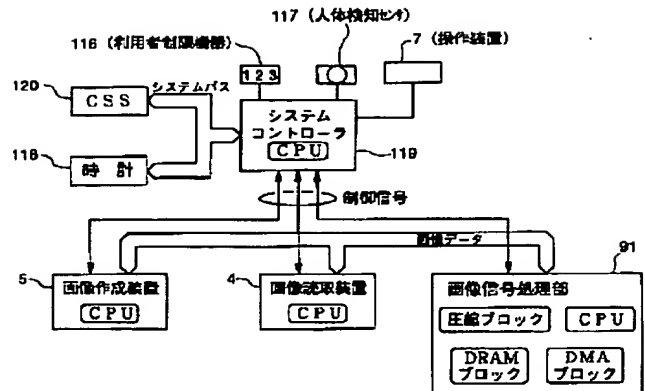 117 (人体検知センサ)
116 (利用者制限機器)
7 (操作装置)
123
120
CSS
システムバス
118
時 計
システム
コントローラ
CPU
119
制御信号
画像データ
91
5
画像作成装置
CPU
4
画像読取装置
CPU
画像信号処理部
圧縮ブロック
CPU
DRAM
ブロック
DMA
ブロック